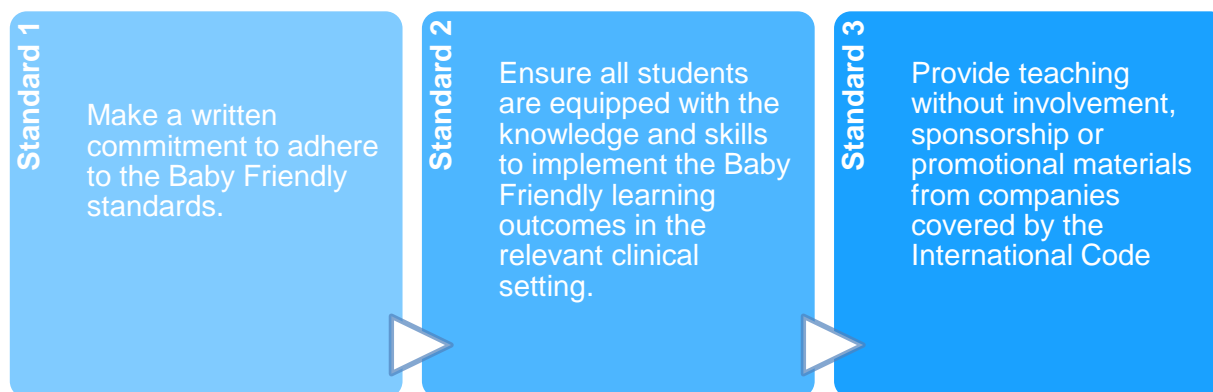 Standard 1
Make a written
commitment to adhere
to the Baby Friendly
standards.
Standard 2
Ensure all students
are equipped with the
knowledge and skills
to implement the Baby
Friendly learning
outcomes in the
relevant clinical
setting.
Standard 3
Provide teaching
without involvement,
sponsorship or
promotional materials
from companies
covered by the
International Code